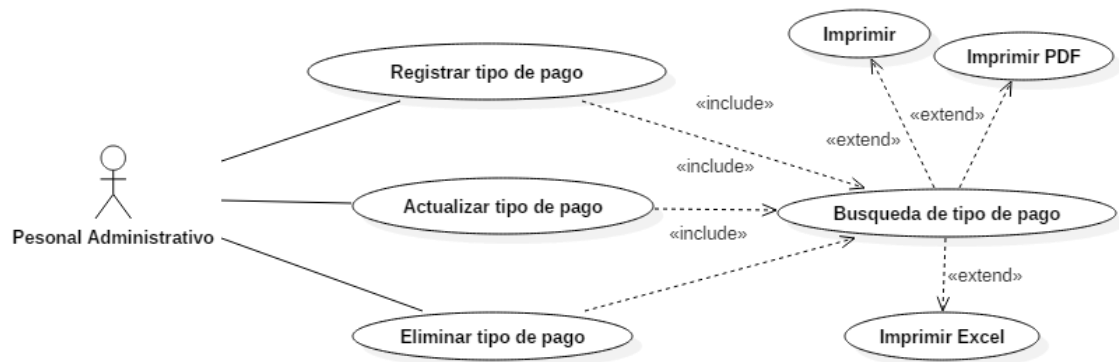 Imprimir
Imprimir PDF
Registrar tipo de pago
«include»
«extend»
«extend»
«include»
Actualizar tipo de pago
Busqueda de tipo de pago
«include»
Pesonal Administrativo
«extend»
Eliminar tipo de pago
Imprimir Excel